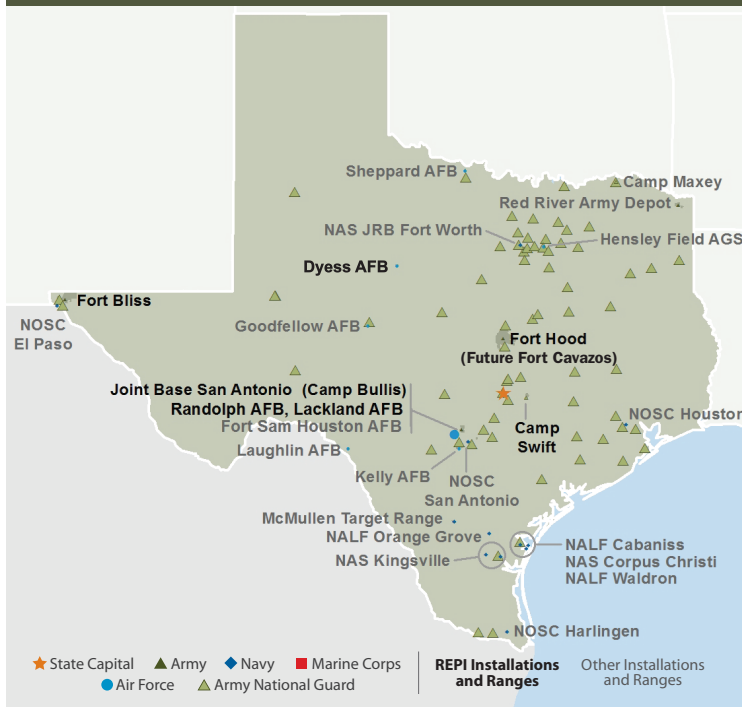 Sheppard AFB
Camp Maxey
Red River Army Depot
NAS JRB Fort Worth
Hensley Field AGS
Dyess AFB
Fort Bliss
NOSC
El Paso
Goodfellow AFB
Fort Hood
(Future Fort Cavazos)
Joint Base San Antonio (Camp Bullis)
Randolph AFB, Lackland AFB
Fort Sam Houston AFB
NOSC Houston
Camp
Swift
Laughlin AFB
Kelly AFB
NOSC
San Antonio
McMullen Target Range
NALF Orange Grove
NAS Kingsville
NALF Cabaniss
NAS Corpus Christi
NALF Waldron
NOSC Harlingen
State Capital Army Navy Marine Corps
Air Force Army National Guard
REPI Installations
and Ranges
Other Installations
and Ranges